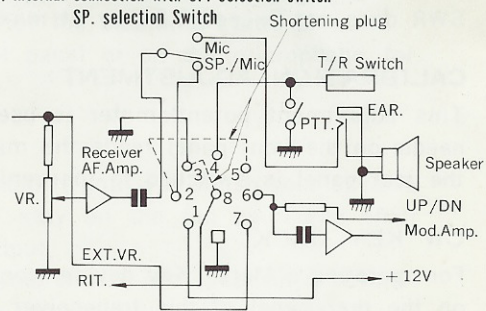 SP. selection Switch
Shortening plug
Mic
SP./Mic
T/R Switch
PTT.
EAR.
Speaker
Receiver
AF.Amp.
VR.
3
4
5
2
8
6
1
7
UP/DN
Mod.Amp.
EXT.VR.
RIT.
+12V